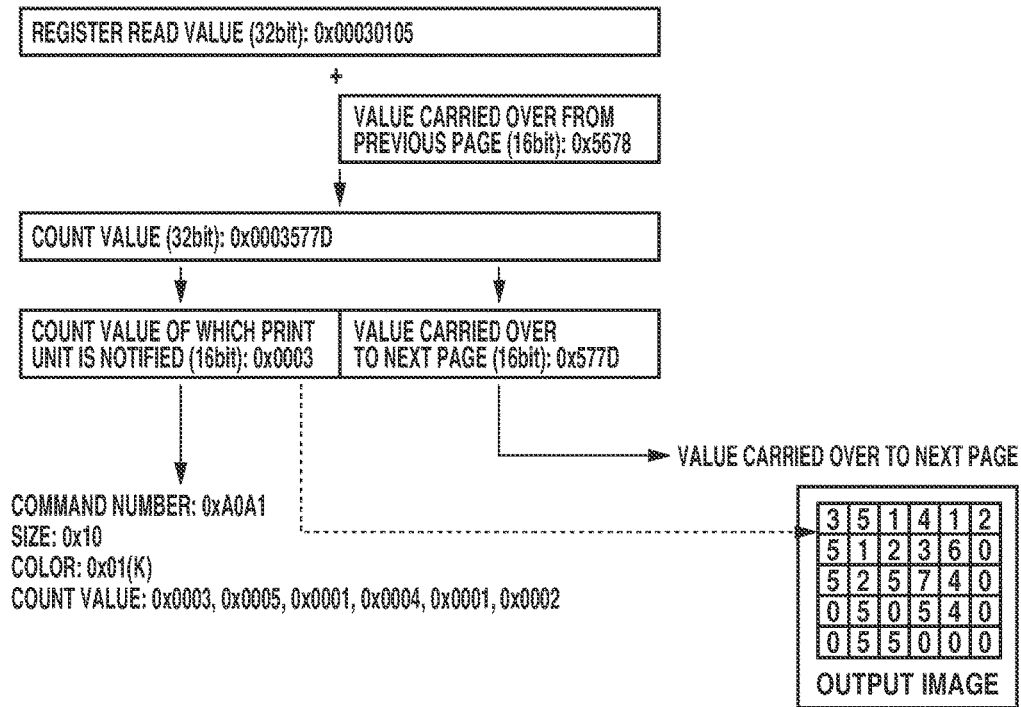 REGISTER READ VALUE (32bit): 0x00030105
+
VALUE CARRIED OVER FROM
PREVIOUS PAGE (16bit): 0x5678
COUNT VALUE (32bit): 0x0003577D
COUNT VALUE OF WHICH PRINT
UNIT IS NOTIFIED (16bit): 0x0003
VALUE CARRIED OVER
TO NEXT PAGE (16bit): 0x577D
VALUE CARRIED OVER TO NEXT PAGE
COMMAND NUMBER: 0xA0A1
SIZE: 0x10
COLOR: 0x01(K)
COUNT VALUE: 0x0003, 0x0005, 0x0001, 0x0004, 0x0001, 0x0002
3 5 1 4 1 2
5 1 2 3 6 0
5 2 5 7 4 0
0 5 0 5 4 0
0 5 5 0 0 0
OUTPUT IMAGE